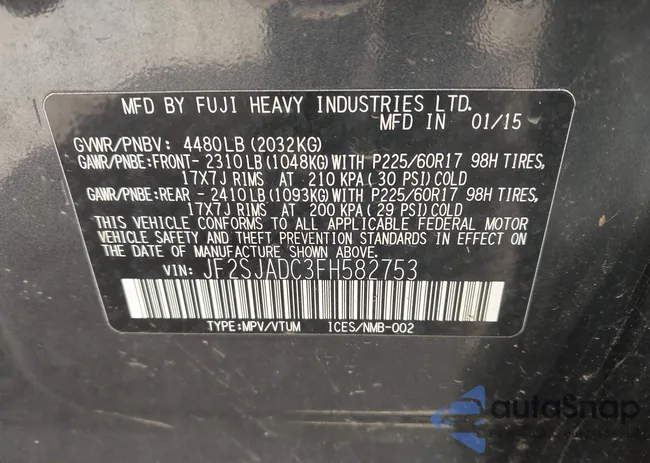 MFD BY FUJI HEAVY INDUSTRIES LTD.
MFD IN 01/15
GVWR/PNBV: 4480LB(2032KG)
GAWR/PNBE:FRONT- 2310LB(1048KG)WITH P225/60R17 98H TIRES,
17X7J RIMS AT 210 KPA(30 PSI)COLD
GAWR/PNBE:REAR - 2410LB(1093KG)WITH P225/60R17 98H TIRES,
17X7J RIMS AT 200 KPA(29 PSI)COLD
THIS VEHICLE CONFORMS TO ALL APPLICABLE FEDERAL MOTOR
VEHICLE SAFETY AND THEFT PREVENTION STANDARDS IN EFFECT
ON THE DATE OF MANUFACTURE SHOWN ABOVE.
VIN: JF2SJADC3FH582753
TYPE:MPV/VTUM ICES/NMB-002
autoSnap